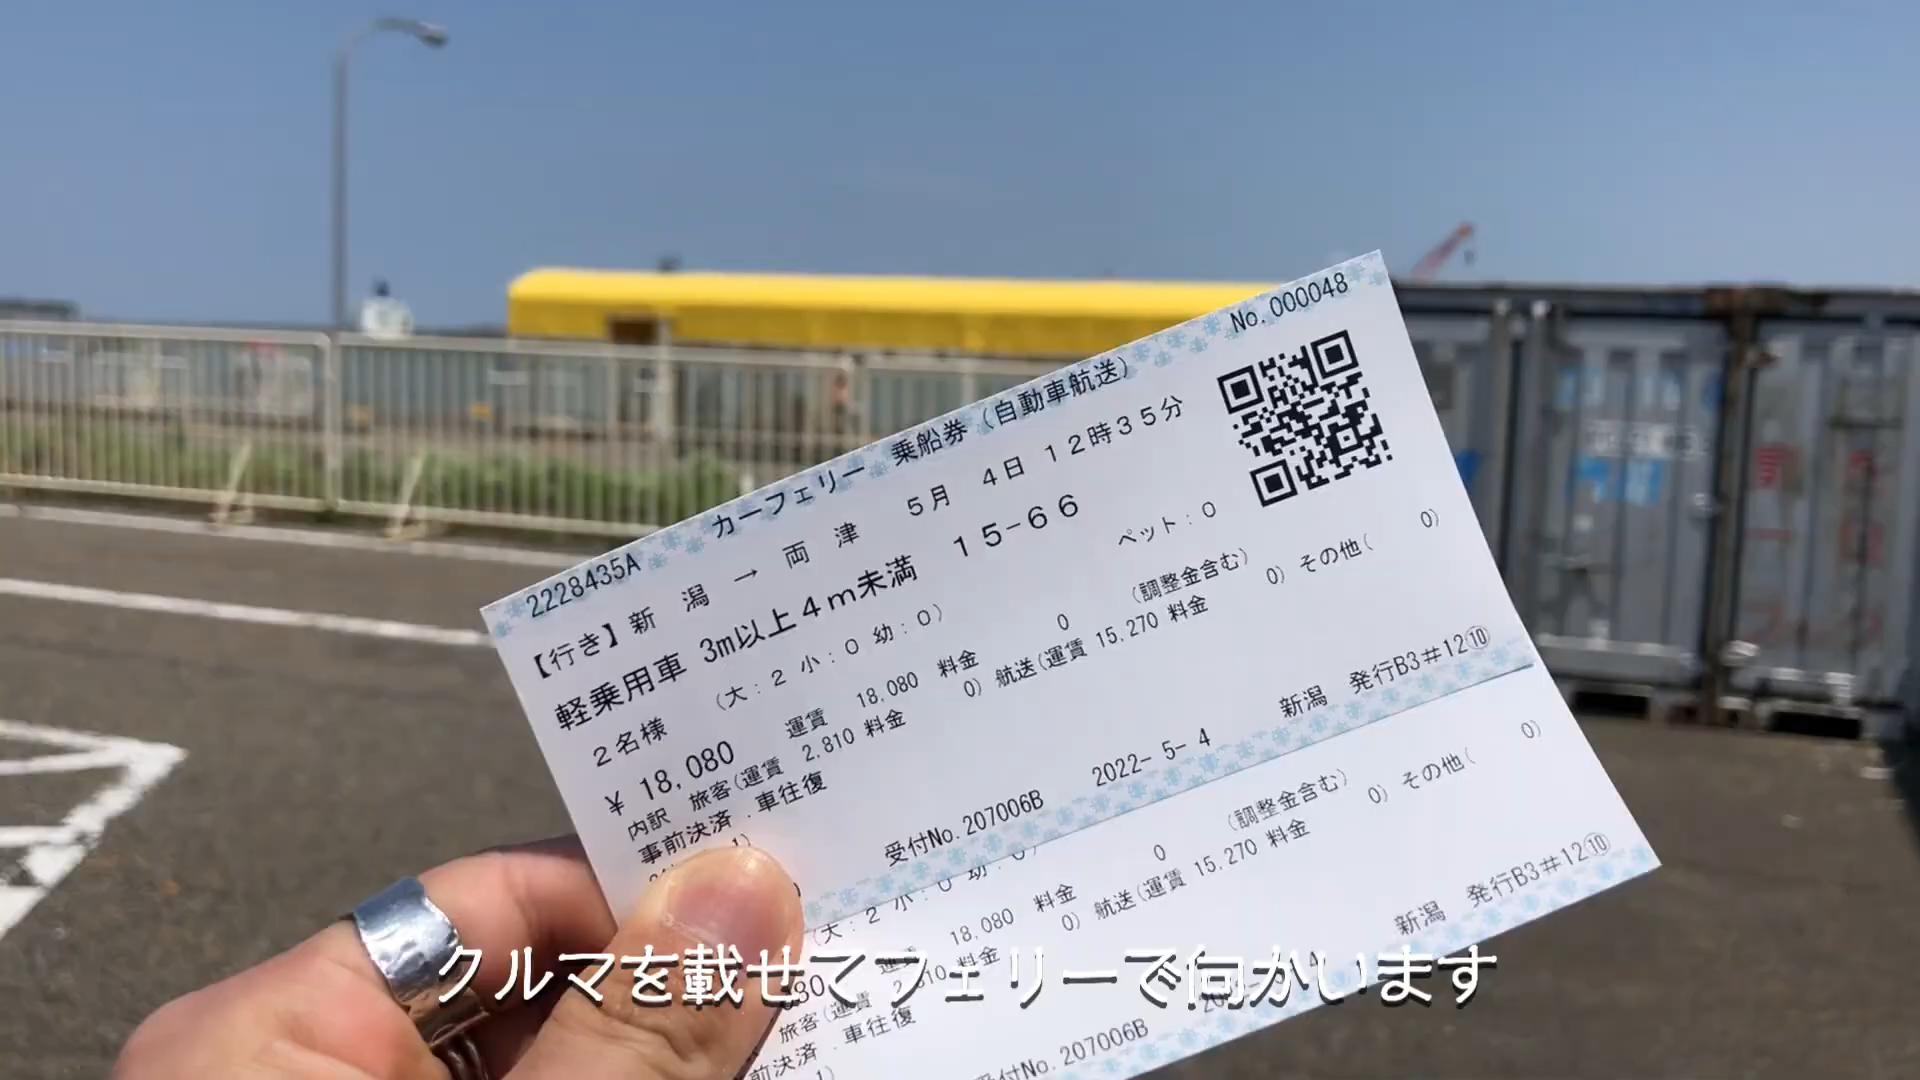 No.000048
2228435A カーフェリー 乗船券（自動車航送）
【行き】新 潟 → 両 津 5月 4日 12時35分
軽乗用車 3m以上4m未満 15-66
2名様 (大:2 小:0 幼:0) ペット:0
¥ 18,080 運賃 18,080 料金 0 (調整金含む)
内訳 旅客(運賃 2,810 料金 0) 航送(運賃 15,270 料金 0) その他( 0)
事前決済 . 車往復
1)
受付No.207006B 2022- 5- 4 新潟 発行B3#12⑩
(大:2 小:0 幼:0)
18,080 料金 0 (調整金含む)
旅客(運賃 2,810 料金 0) 航送(運賃 15,270 料金 0) その他( 0)
前決済 . 車往復
1)
受付No.207006B 新潟 発行B3#12⑩
クルマを載せてフェリーで向かいます